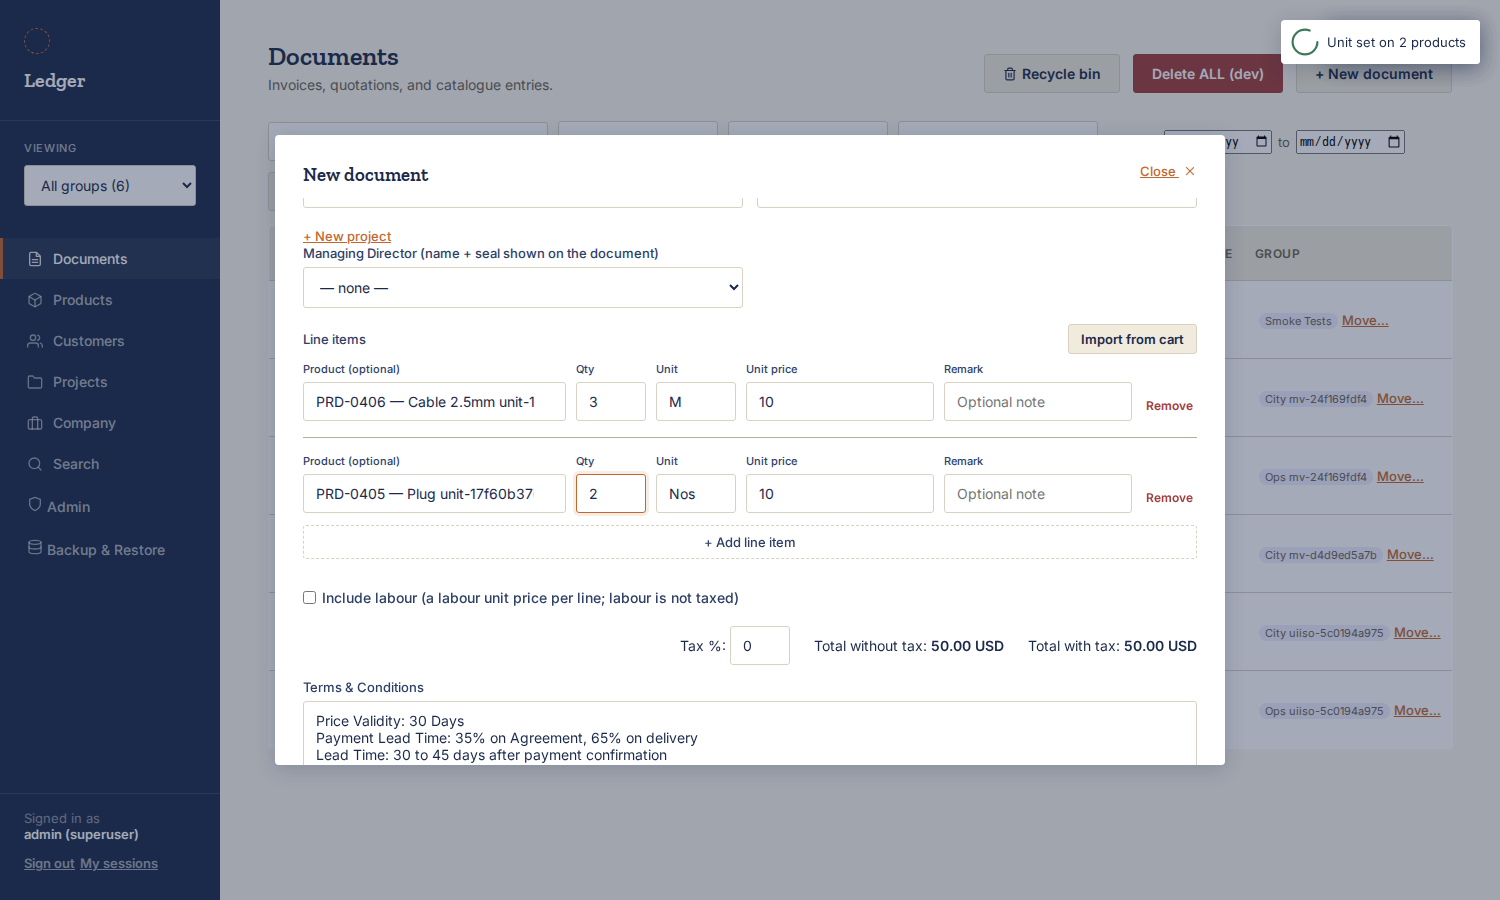 Ledger
VIEWING
All groups (6)
Documents
Products
Customers
Projects
Company
Search
Admin
Backup & Restore
Signed in as
admin (superuser)
Sign out My sessions
Documents
Invoices, quotations, and catalogue entries.
Recycle bin
Delete ALL (dev)
+ New document
Unit set on 2 products
yy to mm/dd/yyyy
E GROUP
Smoke Tests Move...
City mv-24f169fdf4 Move...
Ops mv-24f169fdf4 Move...
City mv-d4d9ed5a7b Move...
City uiiso-5c0194a975 Move...
Ops uiiso-5c0194a975 Move...
New document
Close ×
+ New project
Managing Director (name + seal shown on the document)
— none —
Line items
Import from cart
Product (optional) Qty Unit Unit price Remark
PRD-0406 — Cable 2.5mm unit-1 3 M 10 Optional note Remove
Product (optional) Qty Unit Unit price Remark
PRD-0405 — Plug unit-17f60b37 2 Nos 10 Optional note Remove
+ Add line item
Include labour (a labour unit price per line; labour is not taxed)
Tax %: 0 Total without tax: 50.00 USD Total with tax: 50.00 USD
Terms & Conditions
Price Validity: 30 Days
Payment Lead Time: 35% on Agreement, 65% on delivery
Lead Time: 30 to 45 days after payment confirmation